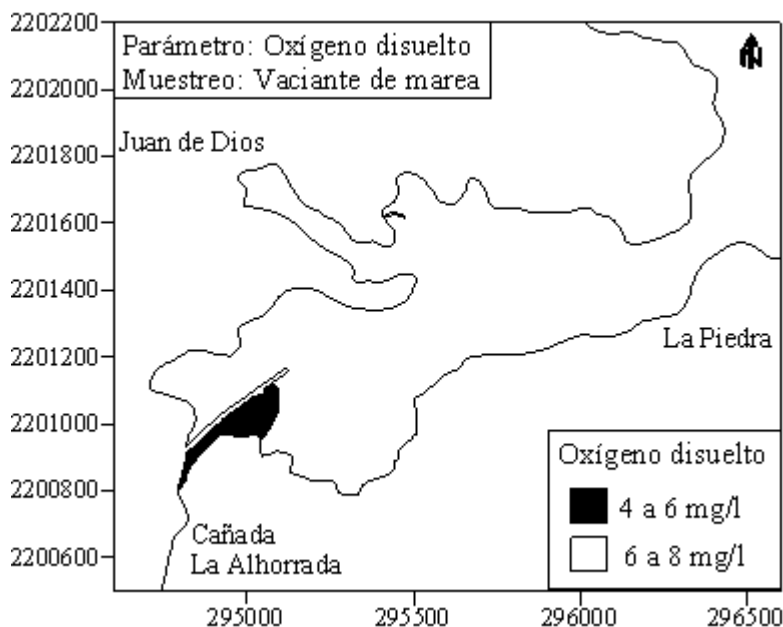 Parámetro: Oxígeno disuelto
Muestreo: Vaciante de marea
N
Juan de Dios
La Piedra
Cañada
La Alhorrada
Oxígeno disuelto
4 a 6 mg/l
6 a 8 mg/l
2202200
2202000
2201800
2201600
2201400
2201200
2201000
2200800
2200600
295000
295500
296000
296500